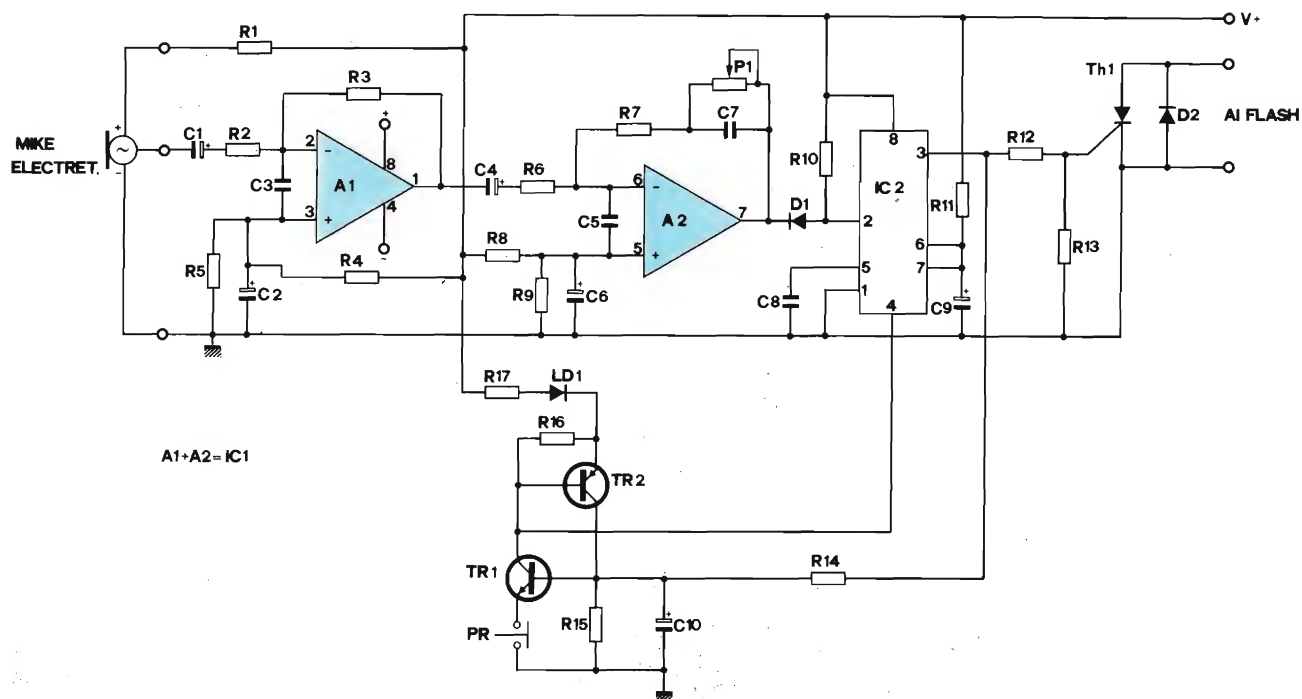 V+
R1
Th1
R3
P1
MIKE
ELECTRET.
+
-
C1
+
R2
2
-
+
8
R7
C7
D2
AI FLASH
C3
A1
1
C4
+
R6
R10
8
3
R12
4
6
-
IC2
3
+
-
C5
A2
7
D1
2
R11
R5
R4
R8
5
+
6
R13
+
C2
R9
+
C6
5
7
C8
1
4
+
C9
R17
LD1
R16
A1+A2=IC1
TR2
TR1
R14
PR
R15
+
C10